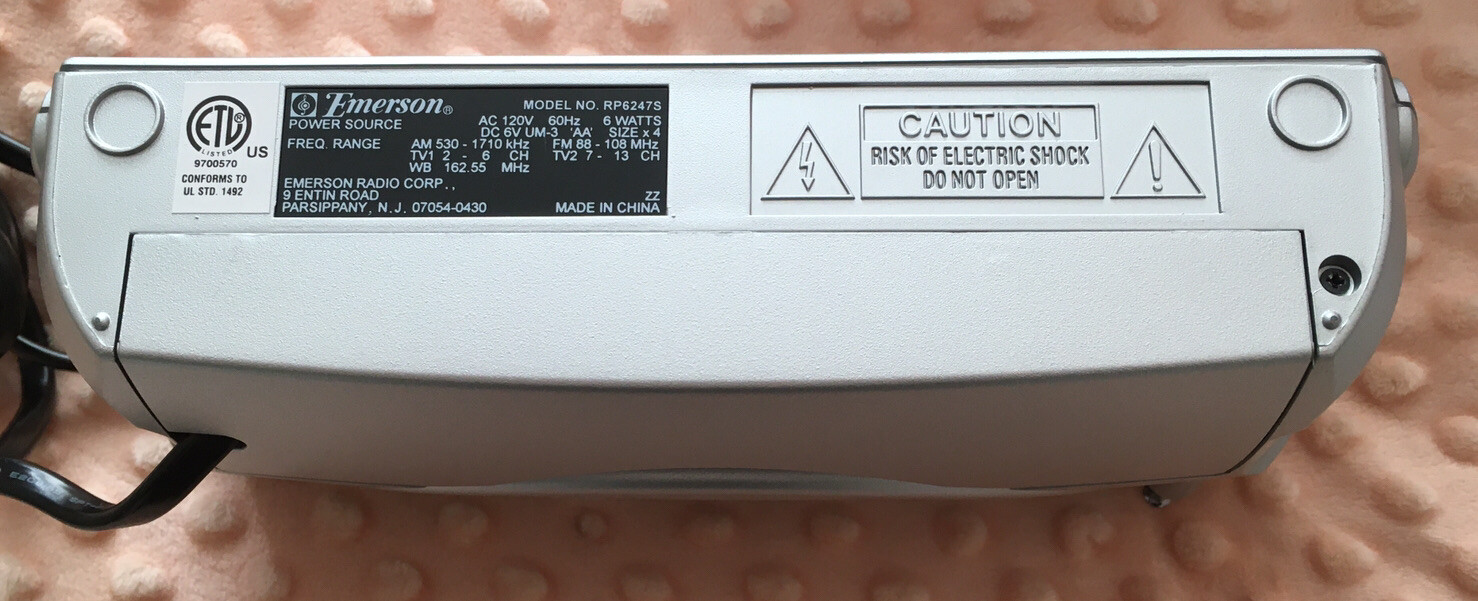 ETL®
LISTED
US
9700570
CONFORMS TO
UL STD. 1492
Emerson®
MODEL NO. RP6247S
POWER SOURCE
AC 120V 60Hz 6 WATTS
DC 6V UM-3 'AA' SIZE x 4
FREQ. RANGE AM 530 - 1710 kHz FM 88 - 108 MHz
TV1 2 - 6 CH TV2 7 - 13 CH
WB 162.55 MHz
EMERSON RADIO CORP.,
9 ENTIN ROAD ZZ
PARSIPPANY, N.J. 07054-0430 MADE IN CHINA
CAUTION
RISK OF ELECTRIC SHOCK
DO NOT OPEN